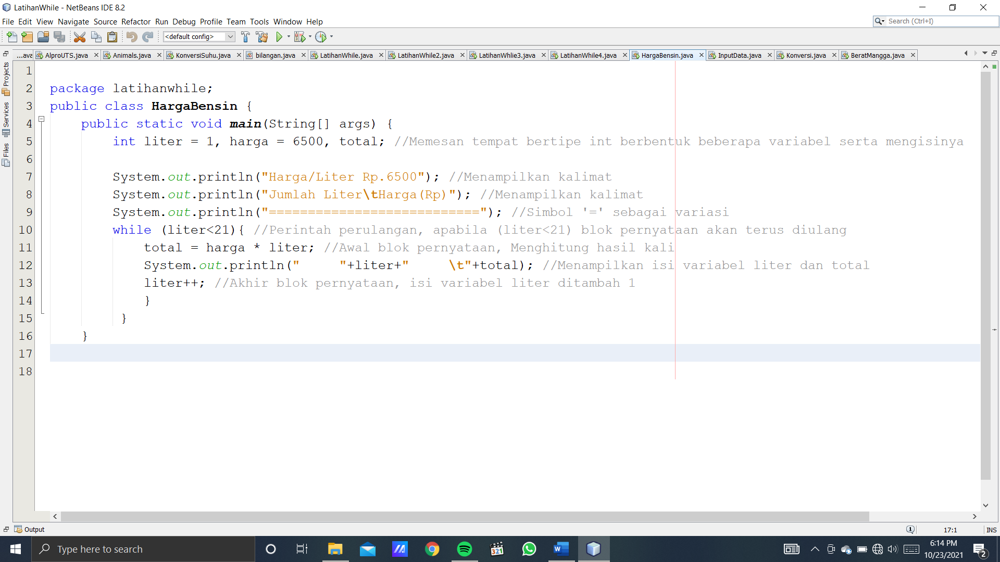 LatihanWhile - NetBeans IDE 8.2
File Edit View Navigate Source Refactor Run Debug Profile Team Tools Window Help
Search (Ctrl+I)
<default config>
...ava AlproUTS.java Animals.java KonversiSuhu.java bilangan.java LatihanWhile.java LatihanWhile2.java LatihanWhlie3.java LatihanWhile4.java HargaBensin.java InputData.java Konversi.java BeratMangga.java
Projects
Services
Files
1
2 package latihanwhile;
3 public class HargaBensin {
4 public static void main(String[] args) {
5 int liter = 1, harga = 6500, total; //Memesan tempat bertipe int berbentuk beberapa variabel serta mengisinya
6
7 System.out.println("Harga/Liter Rp.6500"); //Menampilkan kalimat
8 System.out.println("Jumlah Liter\tHarga(Rp)"); //Menampilkan kalimat
9 System.out.println("==========================="); //Simbol '=' sebagai variasi
10 while (liter<21){ //Perintah perulangan, apabila (liter<21) blok pernyataan akan terus diulang
11 total = harga * liter; //Awal blok pernyataan, Menghitung hasil kali
12 System.out.println("     "+liter+"     \t"+total); //Menampilkan isi variabel liter dan total
13 liter++; //Akhir blok pernyataan, isi variabel liter ditambah 1
14 }
15 }
16 }
17
18
Output
1
17:1
INS
Type here to search
321
6:14 PM
10/23/2021
2